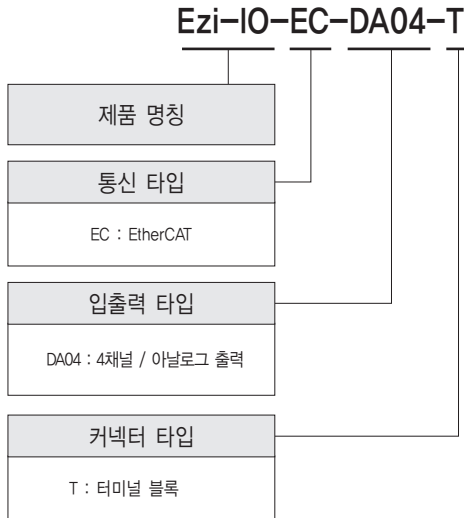 Ezi-IO-EC-DA04-T
제품 명칭
통신 타입
EC : EtherCAT
입출력 타입
DA04 : 4채널 / 아날로그 출력
커넥터 타입
T : 터미널 블록